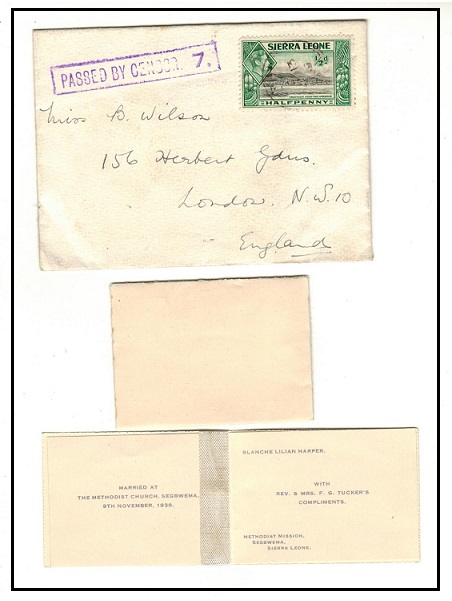 PASSED BY CENSOR. 7.
SIERRA LEONE
½d
HALFPENNY
Miss B. Wilson
156 Herbert Gdns.
London. N.W.10
England
MARRIED AT
THE METHODIST CHURCH, SEGBWEMA,
9TH NOVEMBER, 1939.
BLANCHE LILIAN HARPER.
WITH
REV. & MRS. F. G. TUCKER'S
COMPLIMENTS.
METHODIST MISSION,
SEGBWEMA,
SIERRA LEONE.